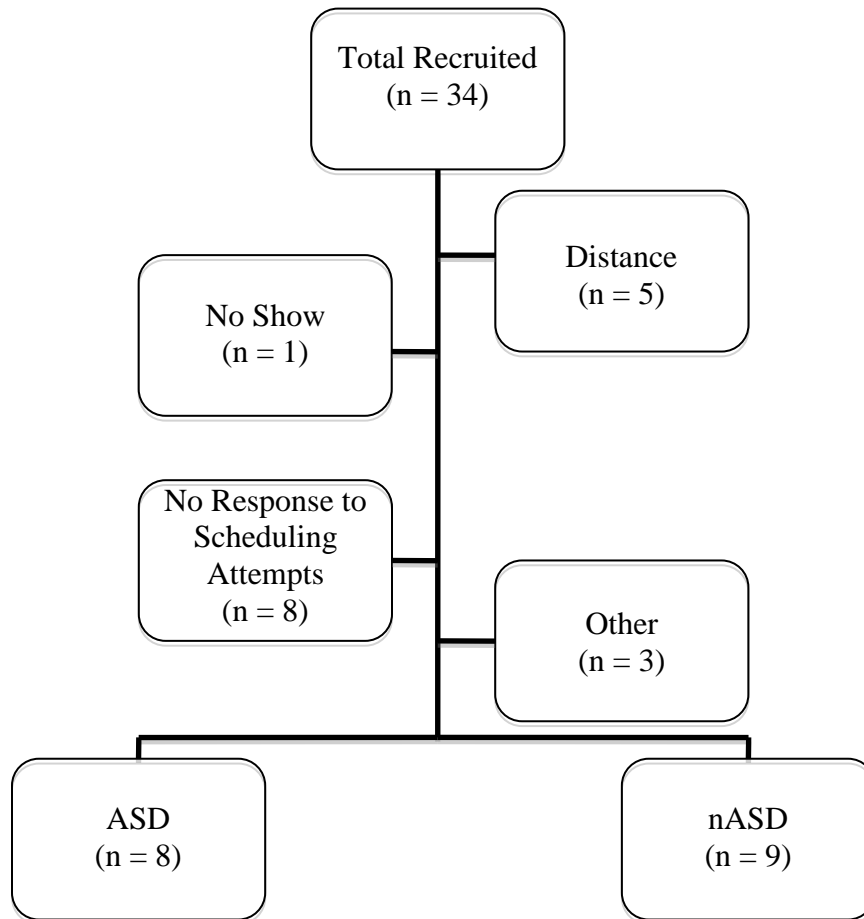 Total Recruited
(n = 34)
Distance
(n = 5)
No Show
(n = 1)
No Response to
Scheduling
Attempts
(n = 8)
Other
(n = 3)
ASD
(n = 8)
nASD
(n = 9)